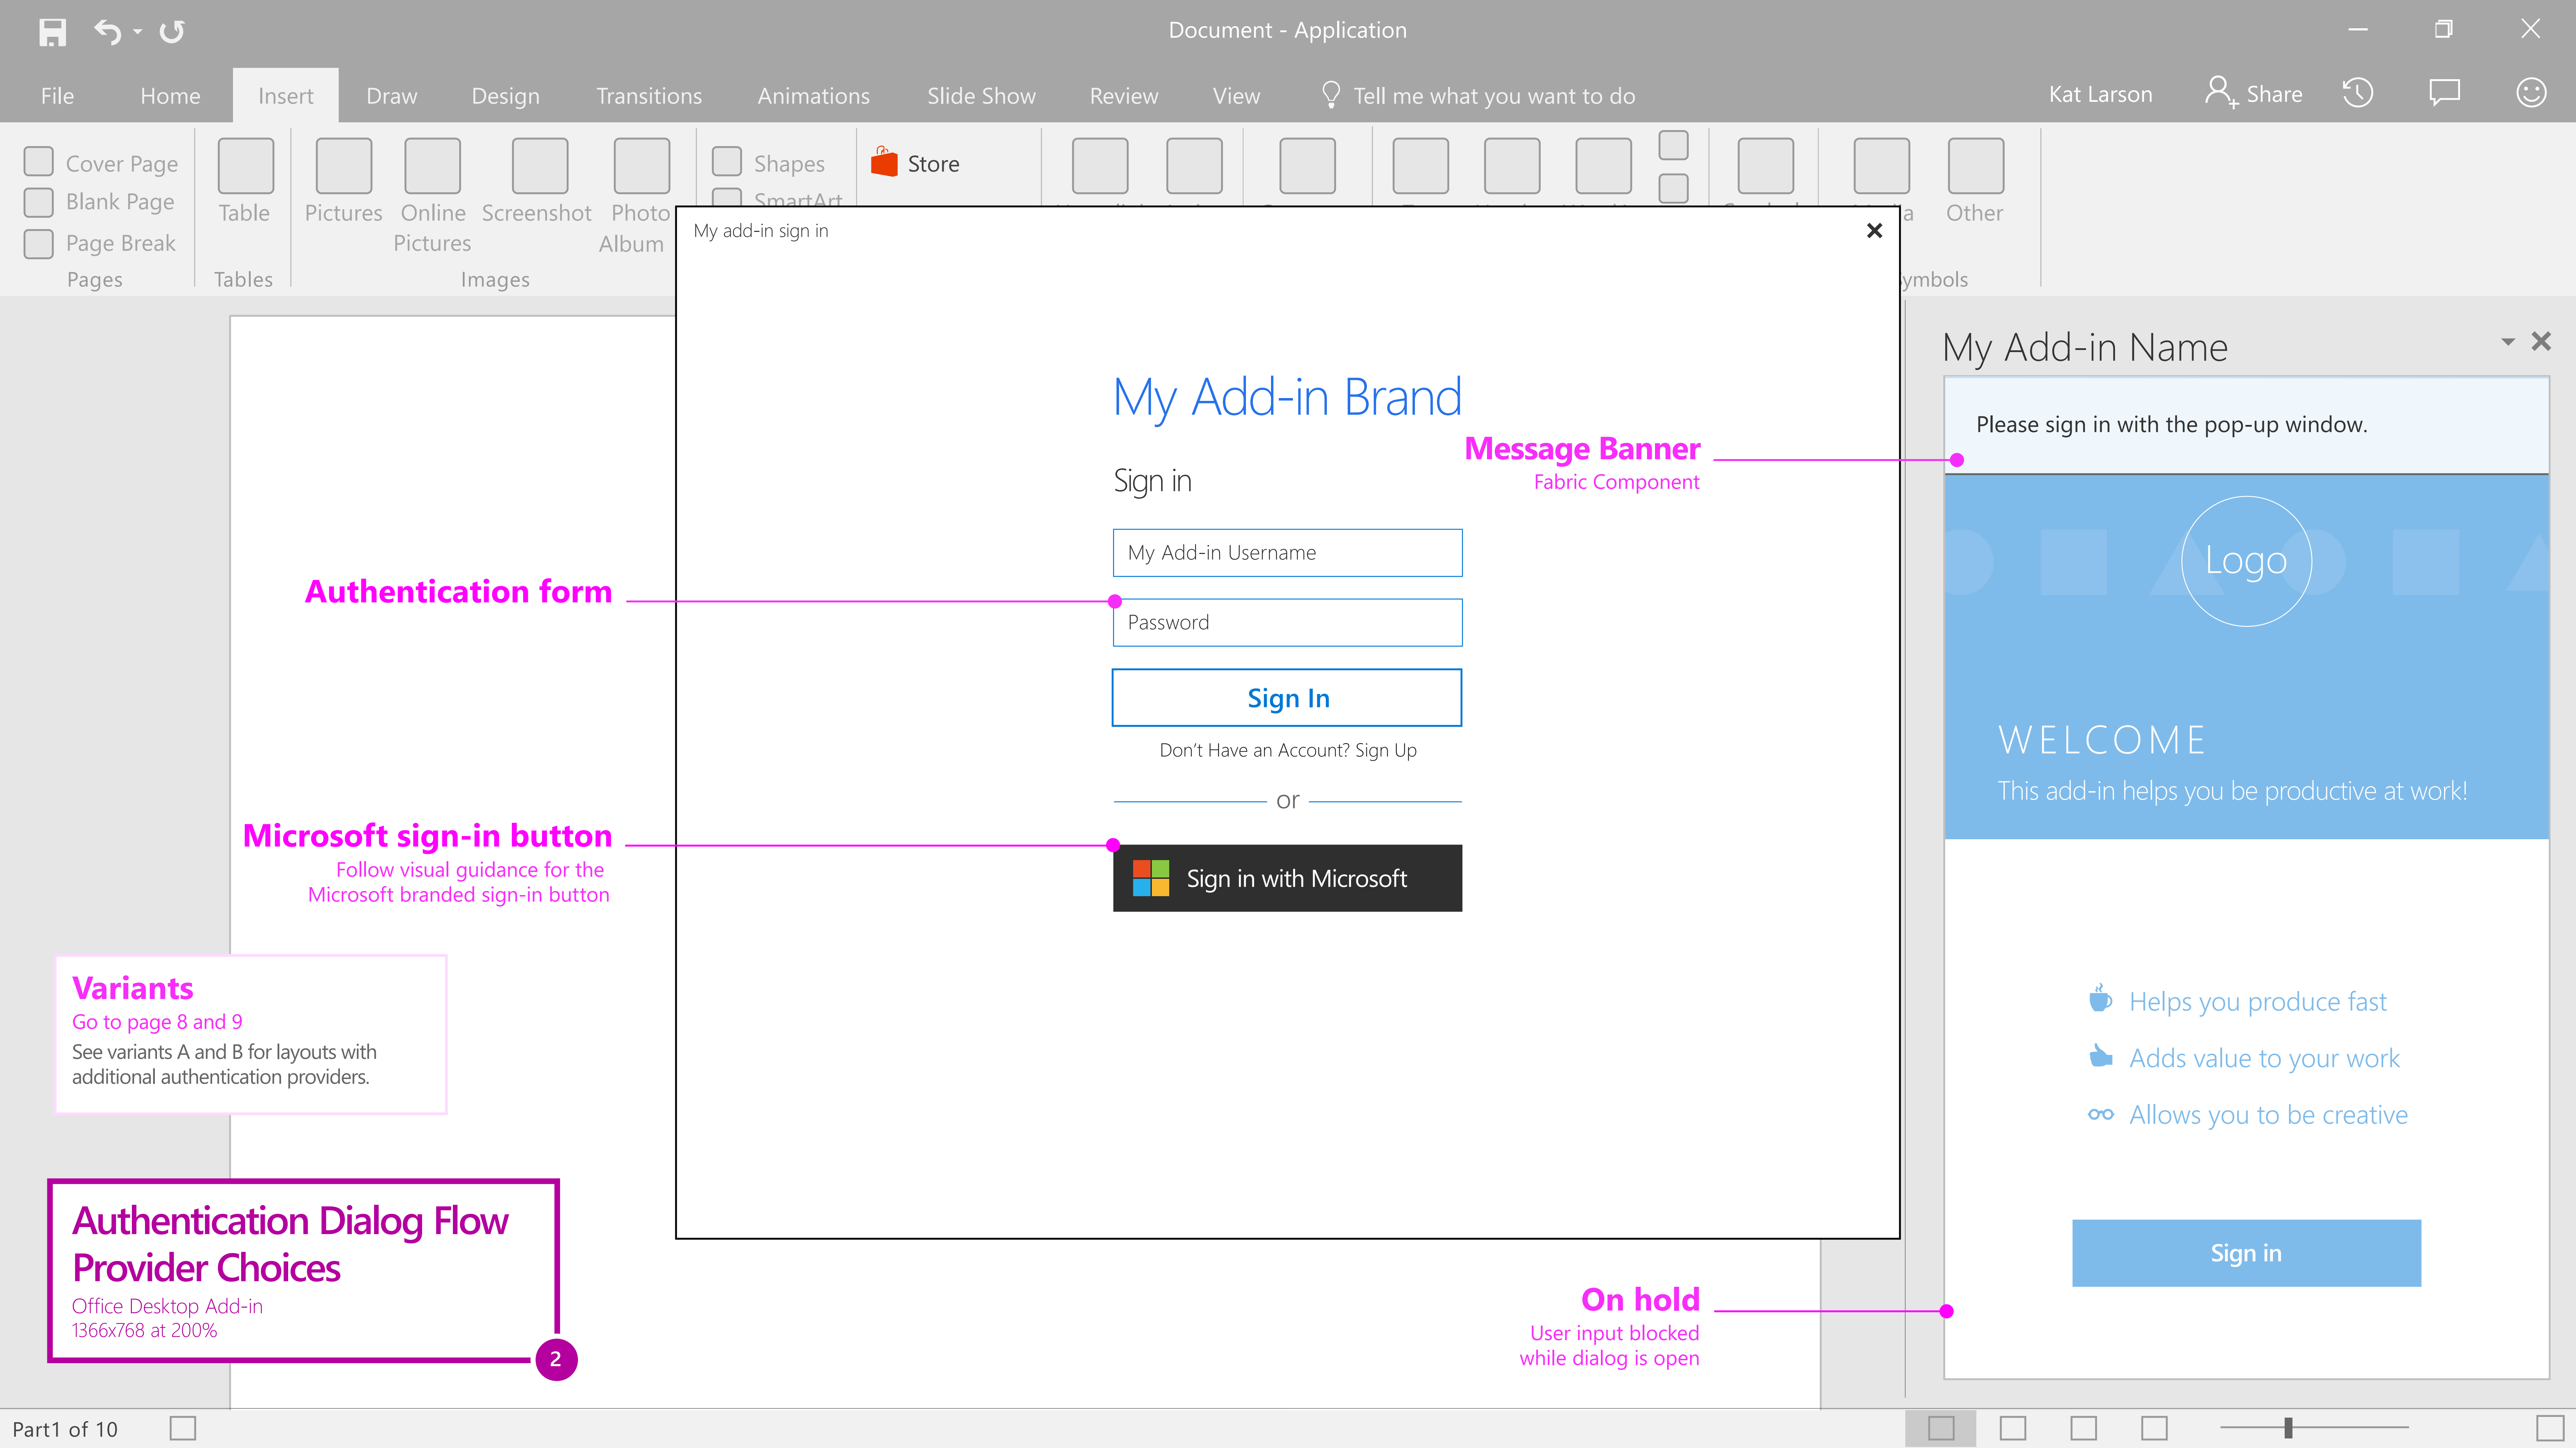 Document - Application
File
Home
Insert
Draw
Design
Transitions
Animations
Slide Show
Review
View
Tell me what you want to do
Kat Larson
Share
Cover Page
Blank Page
Page Break
Pages
Table
Tables
Pictures
Online
Pictures
Screenshot
Photo
Album
Images
Shapes
SmartArt
Store
Other
My add-in sign in
My Add-in Brand
Sign in
My Add-in Username
Password
Sign In
Don't Have an Account? Sign Up
or
Sign in with Microsoft
Message Banner
Fabric Component
Authentication form
Microsoft sign-in button
Follow visual guidance for the
Microsoft branded sign-in button
Variants
Go to page 8 and 9
See variants A and B for layouts with
additional authentication providers.
Authentication Dialog Flow
Provider Choices
Office Desktop Add-in
1366x768 at 200%
2
On hold
User input blocked
while dialog is open
My Add-in Name
Please sign in with the pop-up window.
Logo
WELCOME
This add-in helps you be productive at work!
Helps you produce fast
Adds value to your work
Allows you to be creative
Sign in
Part1 of 10